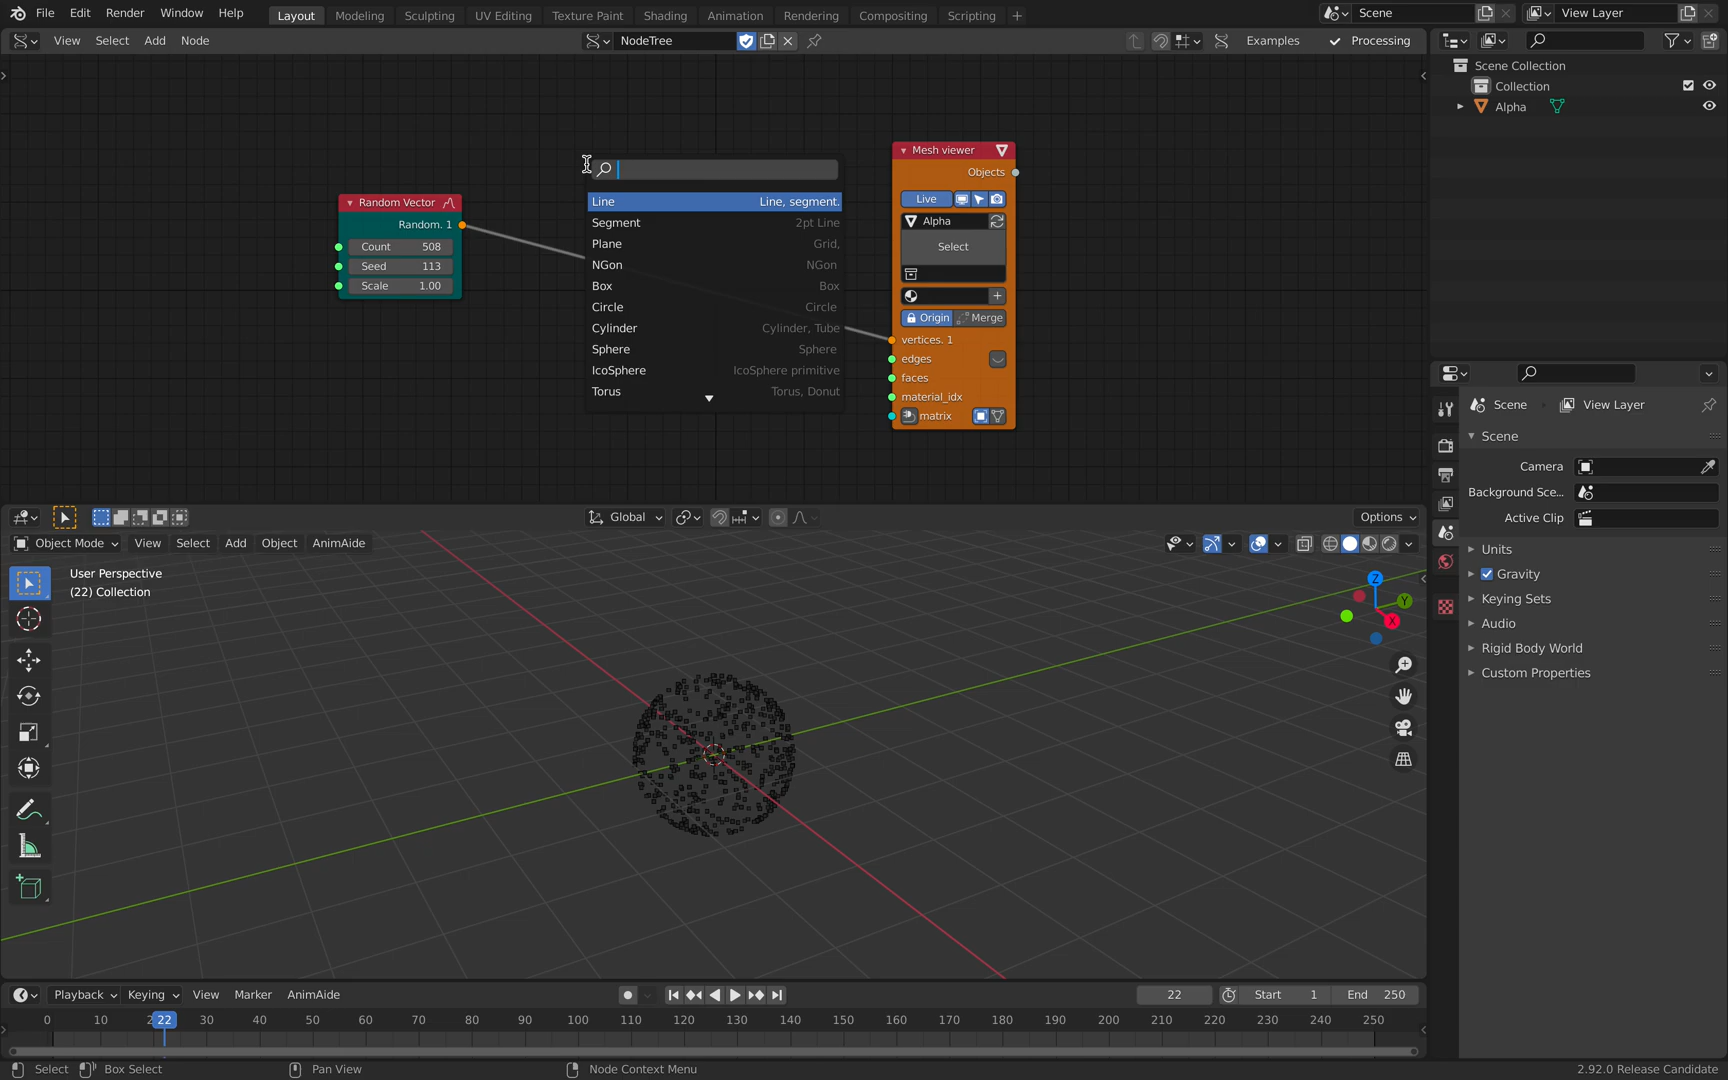 File Edit Render Window Help Layout Modeling Sculpting UV Editing Texture Paint Shading Animation Rendering Compositing Scripting + Scene View Layer
View Select Add Node NodeTree Examples Processing
Scene Collection
Collection
Alpha
Random Vector
Random. 1
Count 508
Seed 113
Scale 1.00
Line Line, segment.
Segment 2pt Line
Plane Grid,
NGon NGon
Box Box
Circle Circle
Cylinder Cylinder, Tube
Sphere Sphere
IcoSphere IcoSphere primitive
Torus Torus, Donut
Mesh viewer
Objects
Live
Alpha
Select
Origin Merge
vertices. 1
edges
faces
material_idx
matrix
Scene View Layer
Scene
Camera
Background Sce...
Active Clip
Units
Gravity
Keying Sets
Audio
Rigid Body World
Custom Properties
Global Options
Object Mode View Select Add Object AnimAide
User Perspective
(22) Collection
Z
Y
X
Playback Keying View Marker AnimAide 22 Start 1 End 250
0 10 2 22 30 40 50 60 70 80 90 100 110 120 130 140 150 160 170 180 190 200 210 220 230 240 250
Select Box Select Pan View Node Context Menu 2.92.0 Release Candidate